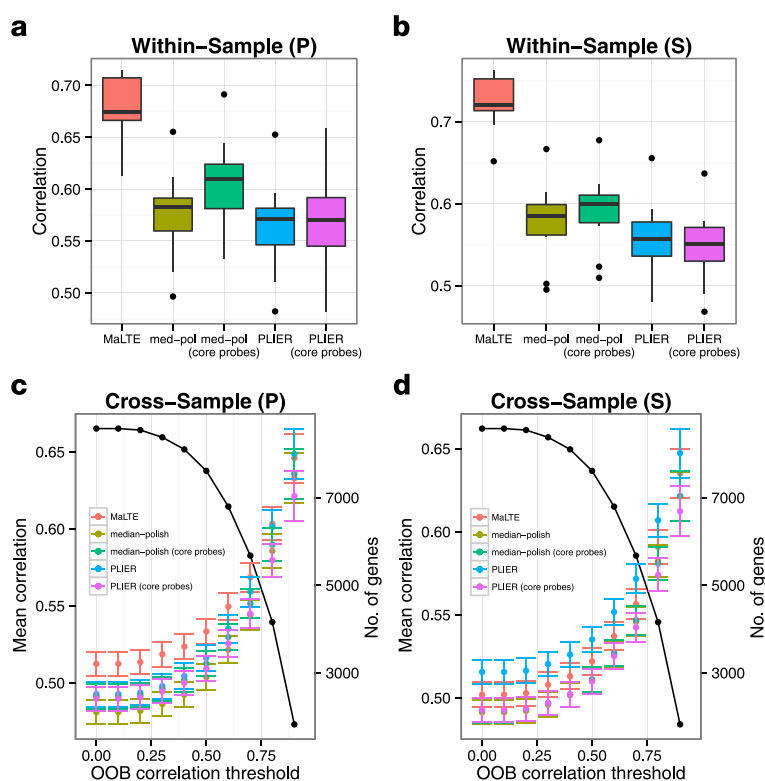 a
Within−Sample (P)
Correlation
0.70
0.65
0.60
0.55
0.50
MaLTE
med−pol
med−pol
(core probes)
PLIER
PLIER
(core probes)
b
Within−Sample (S)
Correlation
0.7
0.6
0.5
MaLTE
med−pol
med−pol
(core probes)
PLIER
PLIER
(core probes)
c
Cross−Sample (P)
Mean correlation
0.65
0.60
0.55
0.50
MaLTE
median−polish
median−polish (core probes)
PLIER
PLIER (core probes)
7000
5000
3000
No. of genes
0.00
0.25
0.50
0.75
OOB correlation threshold
d
Cross−Sample (S)
Mean correlation
0.65
0.60
0.55
0.50
MaLTE
median−polish
median−polish (core probes)
PLIER
PLIER (core probes)
7000
5000
3000
No. of genes
0.00
0.25
0.50
0.75
OOB correlation threshold